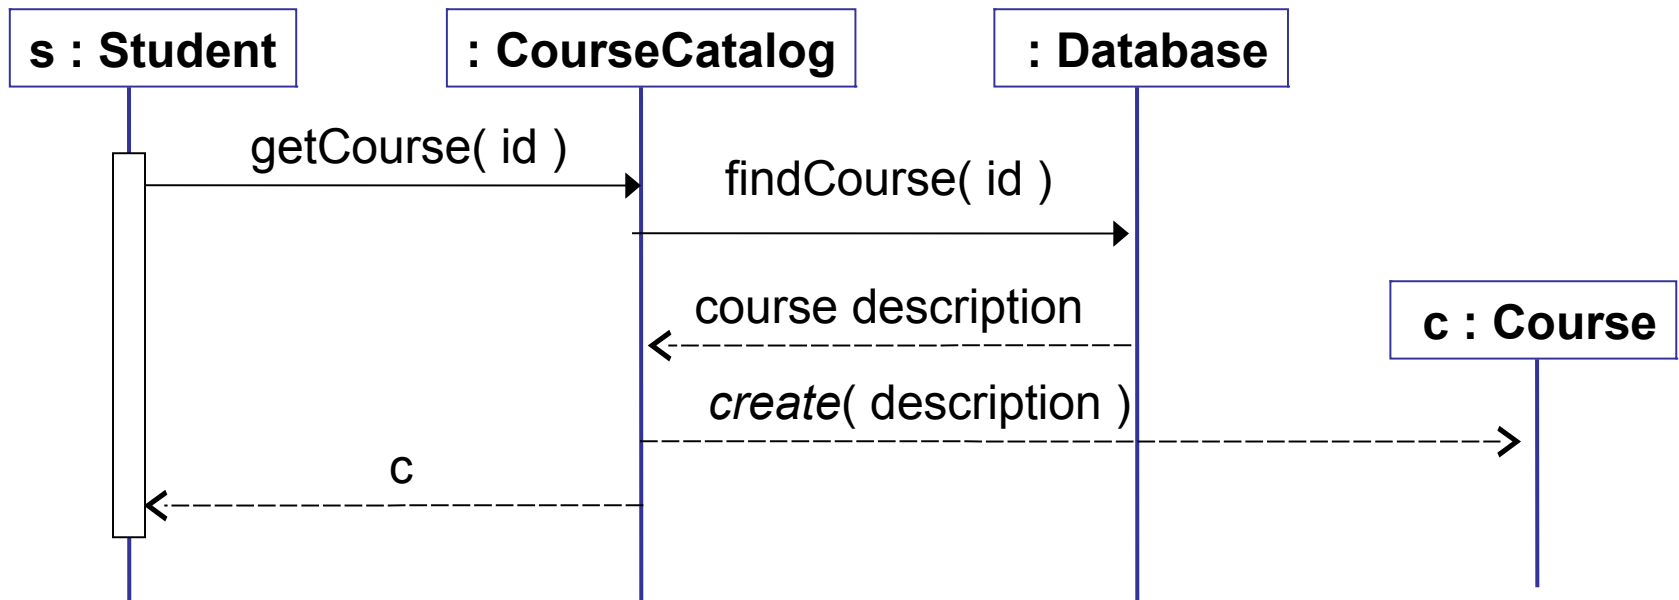 s : Student
: CourseCatalog
: Database
getCourse( id )
findCourse( id )
course description
c : Course
create( description )
c